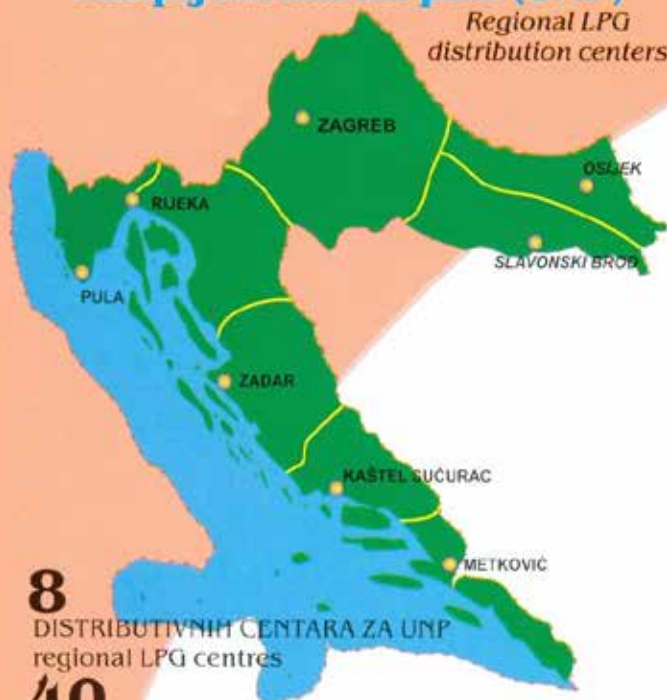 Regional LPG
distribution centers
ZAGREB
OSIJEK
RIJEKA
SLAVONSKI BROD
PULA
ZADAR
KAŠTEL SUĆURAC
METKOVIĆ
8
DISTRIBUTIVNIH CENTARA ZA UNP
regional LPG centres